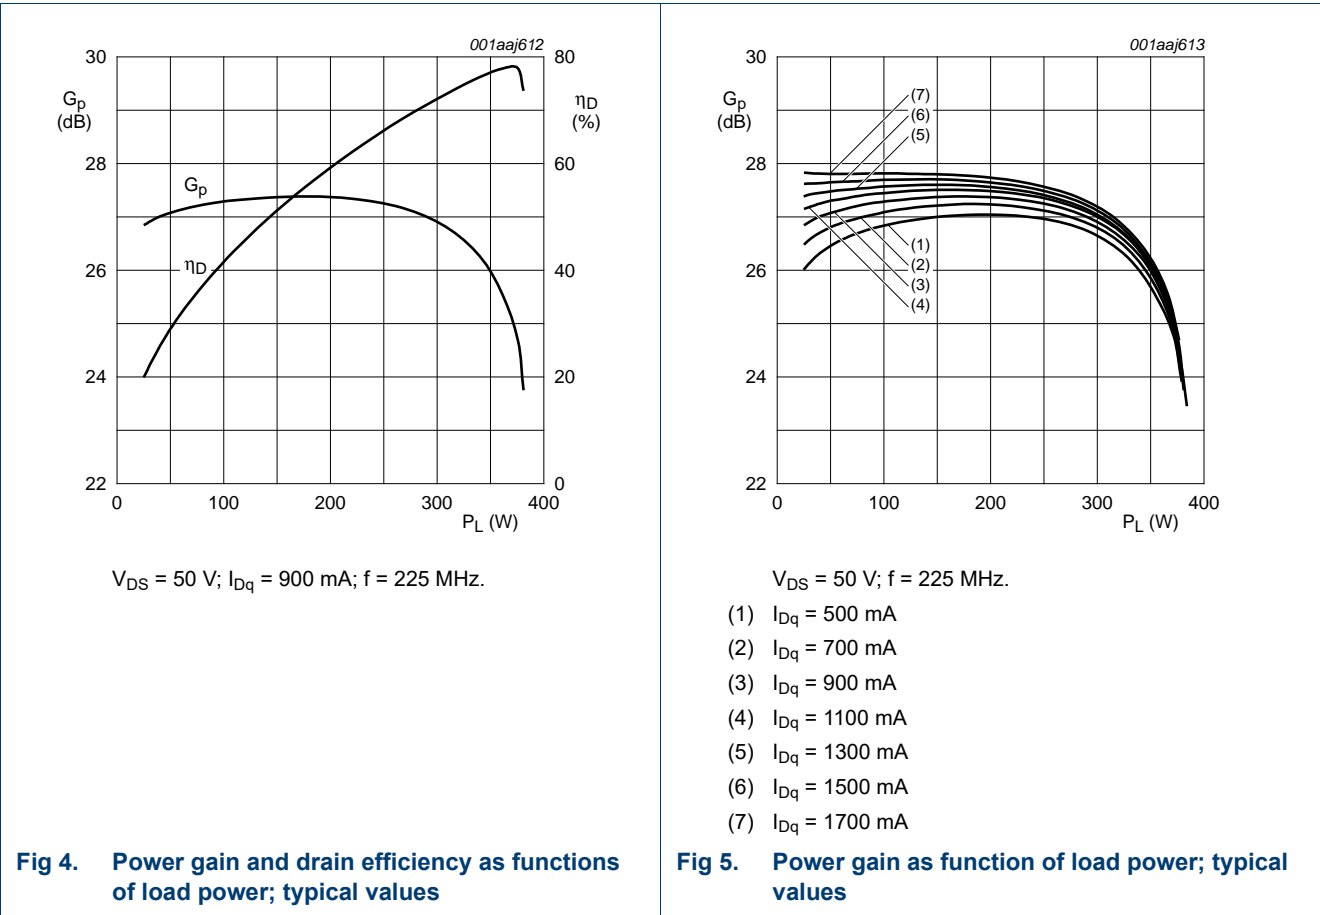 001aaj612
30
28
26
24
22
Gp
(dB)
80
60
40
20
0
ηD
(%)
Gp
ηD
0
100
200
300
400
PL (W)
VDS = 50 V; IDq = 900 mA; f = 225 MHz.
Fig 4. Power gain and drain efficiency as functions
of load power; typical values
001aaj613
30
28
26
24
22
Gp
(dB)
(7)
(6)
(5)
(1)
(2)
(3)
(4)
0
100
200
300
400
PL (W)
VDS = 50 V; f = 225 MHz.
(1) IDq = 500 mA
(2) IDq = 700 mA
(3) IDq = 900 mA
(4) IDq = 1100 mA
(5) IDq = 1300 mA
(6) IDq = 1500 mA
(7) IDq = 1700 mA
Fig 5. Power gain as function of load power; typical
values